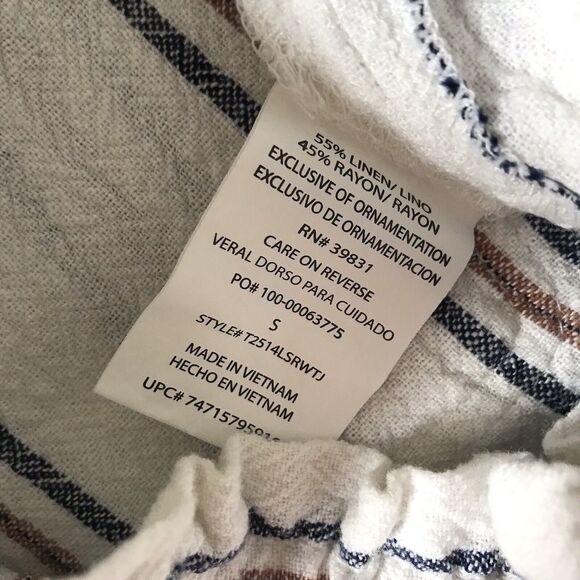 55% LINEN/ LINO
45% RAYON/ RAYON
EXCLUSIVE OF ORNAMENTATION
EXCLUSIVO DE ORNAMENTACION
RN# 39831
CARE ON REVERSE
VERAL DORSO PARA CUIDADO
PO# 100-00063775
S
STYLE# T2514LSRWTJ
MADE IN VIETNAM
HECHO EN VIETNAM
UPC#